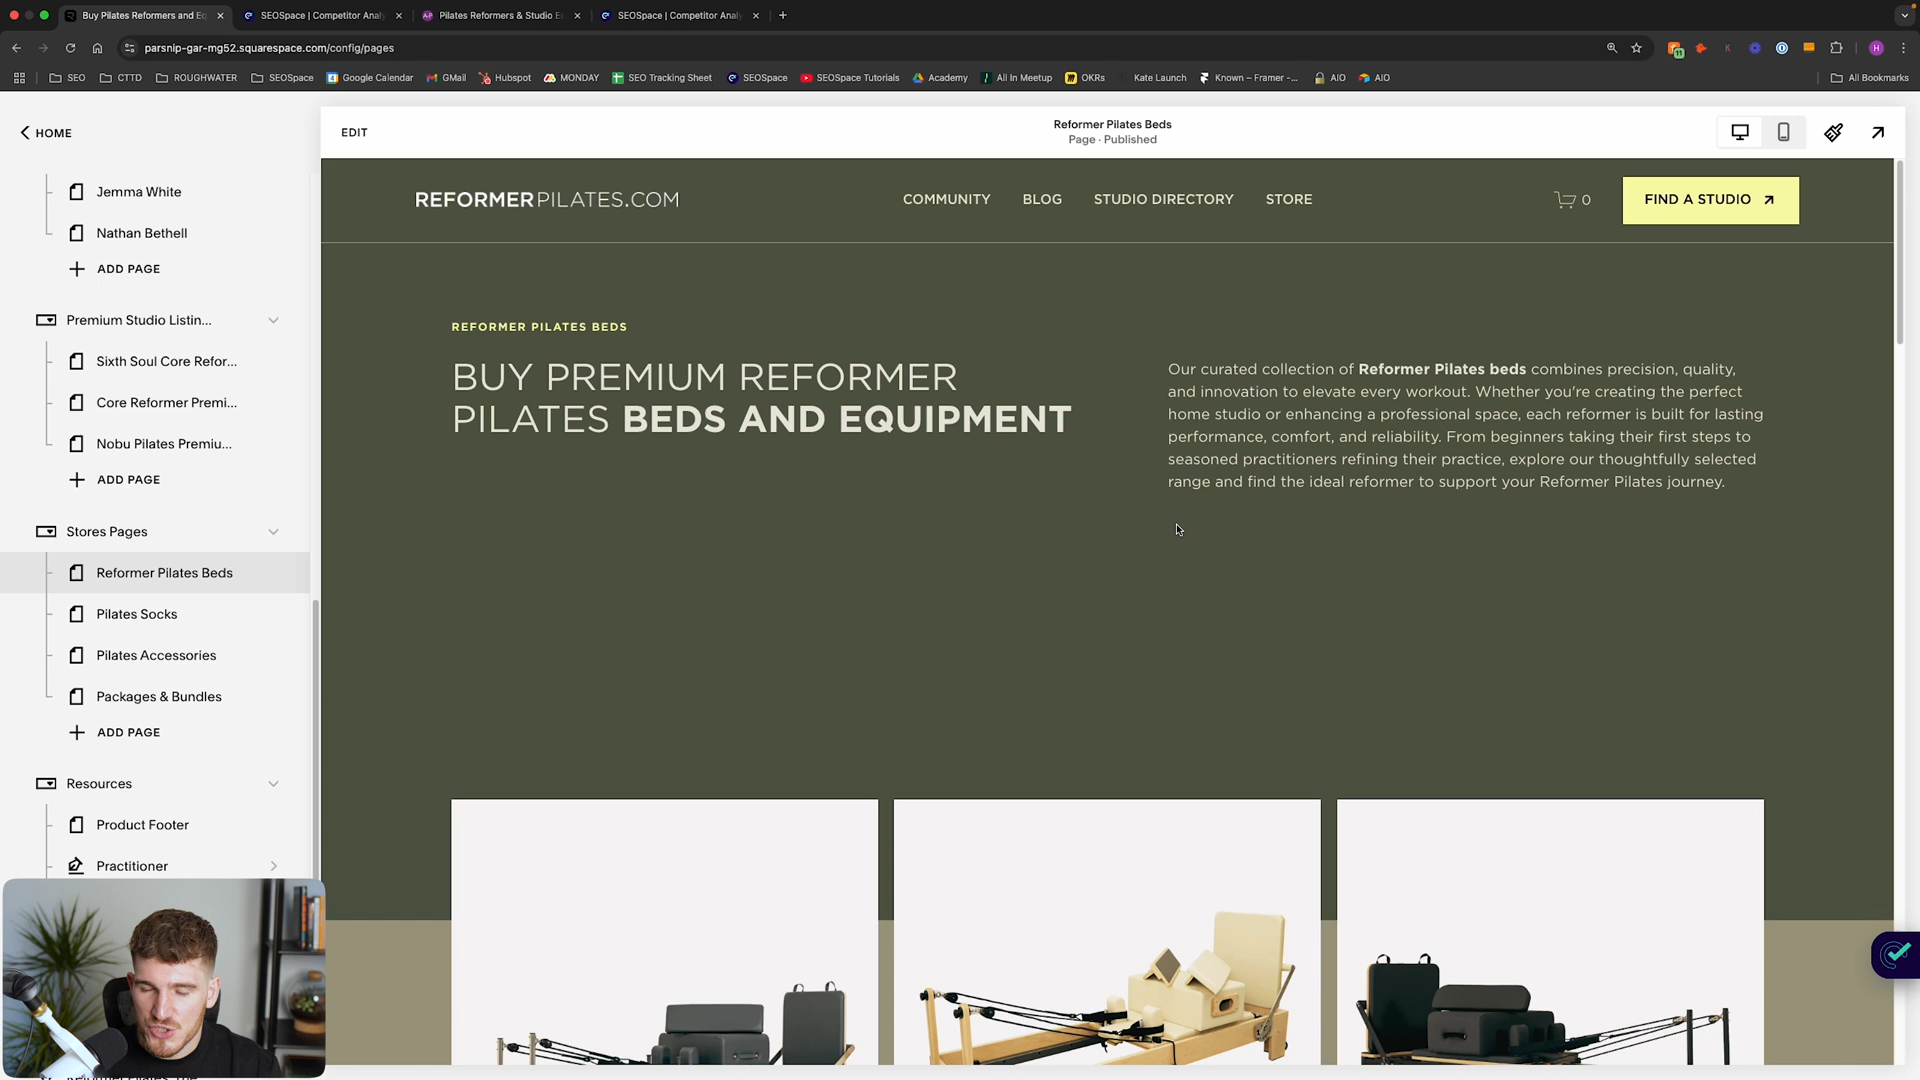 Buy Pilates Reformers and Eq
SEOSpace | Competitor Analy
Pilates Reformers & Studio E
SEOSpace | Competitor Analy
parsnip-gar-mg52.squarespace.com/config/pages
SEO
CTTD
ROUGHWATER
SEOSpace
Google Calendar
GMail
Hubspot
MONDAY
SEO Tracking Sheet
SEOSpace
SEOSpace Tutorials
Academy
All In Meetup
OKRs
Kate Launch
Known – Framer -...
AIO
AIO
All Bookmarks
HOME
Jemma White
Nathan Bethell
ADD PAGE
Premium Studio Listin...
Sixth Soul Core Refor...
Core Reformer Premi...
Nobu Pilates Premiu...
ADD PAGE
Stores Pages
Reformer Pilates Beds
Pilates Socks
Pilates Accessories
Packages & Bundles
ADD PAGE
Resources
Product Footer
Practitioner
EDIT
Reformer Pilates Beds
Page · Published
REFORMERPILATES.COM
COMMUNITY
BLOG
STUDIO DIRECTORY
STORE
0
FIND A STUDIO
REFORMER PILATES BEDS
BUY PREMIUM REFORMER
PILATES BEDS AND EQUIPMENT
Our curated collection of Reformer Pilates beds combines precision, quality,
and innovation to elevate every workout. Whether you're creating the perfect
home studio or enhancing a professional space, each reformer is built for lasting
performance, comfort, and reliability. From beginners taking their first steps to
seasoned practitioners refining their practice, explore our thoughtfully selected
range and find the ideal reformer to support your Reformer Pilates journey.